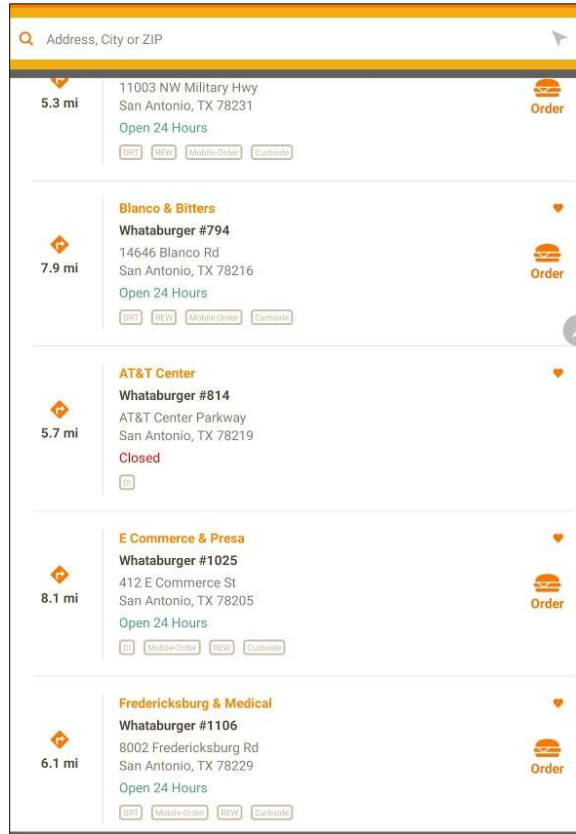 Address, City or ZIP
5.3 mi
11003 NW Military Hwy
San Antonio, TX 78231
Open 24 Hours
Order
DRT REW Mobile-Order Curbside
Blanco & Bitters
Whataburger #794
7.9 mi
14646 Blanco Rd
San Antonio, TX 78216
Open 24 Hours
Order
DRT REW Mobile-Order Curbside
AT&T Center
Whataburger #814
5.7 mi
AT&T Center Parkway
San Antonio, TX 78219
Closed
DI
E Commerce & Presa
Whataburger #1025
8.1 mi
412 E Commerce St
San Antonio, TX 78205
Open 24 Hours
Order
DI Mobile-Order REW Curbside
Fredericksburg & Medical
Whataburger #1106
6.1 mi
8002 Fredericksburg Rd
San Antonio, TX 78229
Open 24 Hours
Order
DRT Mobile-Order REW Curbside